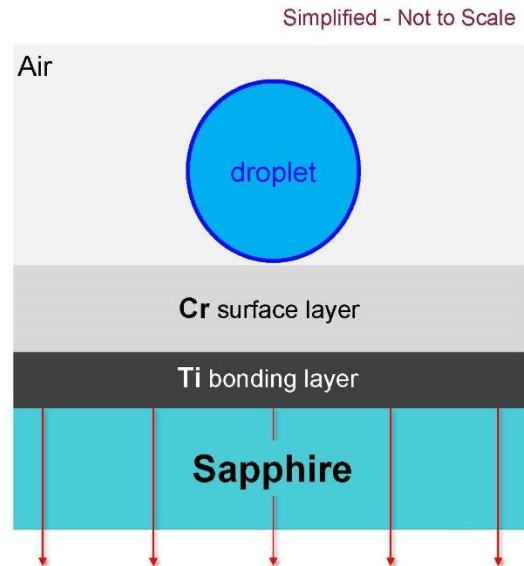 Simplified - Not to Scale
Air
droplet
Cr surface layer
Ti bonding layer
Sapphire